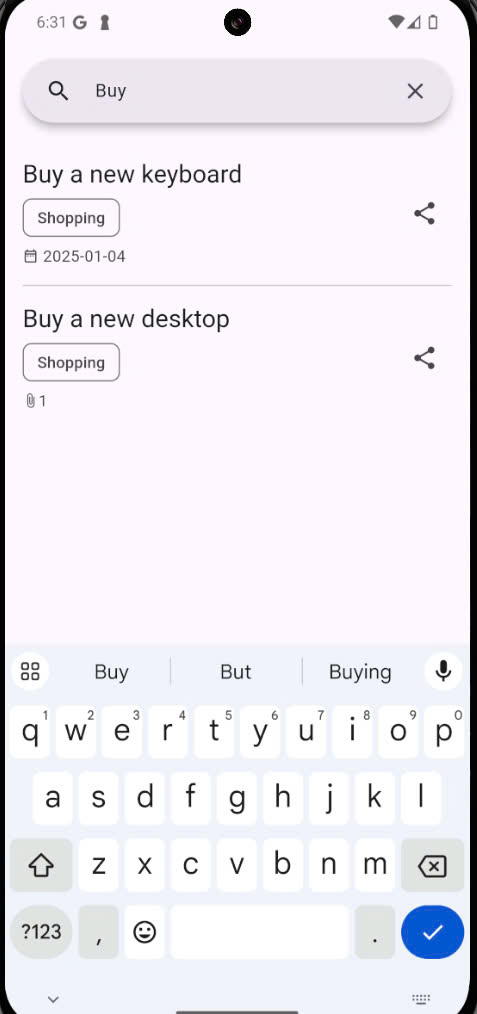 6:31 G
Buy
Buy a new keyboard
Shopping
2025-01-04
Buy a new desktop
Shopping
1
Buy But Buying
q1 w2 e3 r4 t5 y6 u7 i8 o9 p0
a s d f g h j k l
z x c v b n m
?123 , .